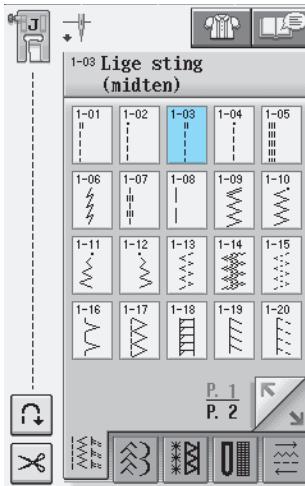 J
1-03 Lige sting
(midten)
1-01 1-02 1-03 1-04 1-05
1-06 1-07 1-08 1-09 1-10
1-11 1-12 1-13 1-14 1-15
1-16 1-17 1-18 1-19 1-20
P. 1
P. 2